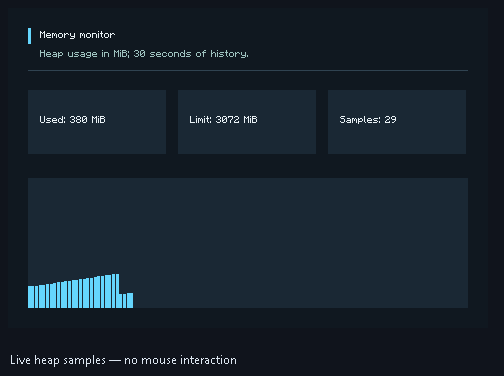 Memory monitor
Heap usage in MiB; 30 seconds of history.
Used: 380 MiB
Limit: 3072 MiB
Samples: 29
Live heap samples — no mouse interaction